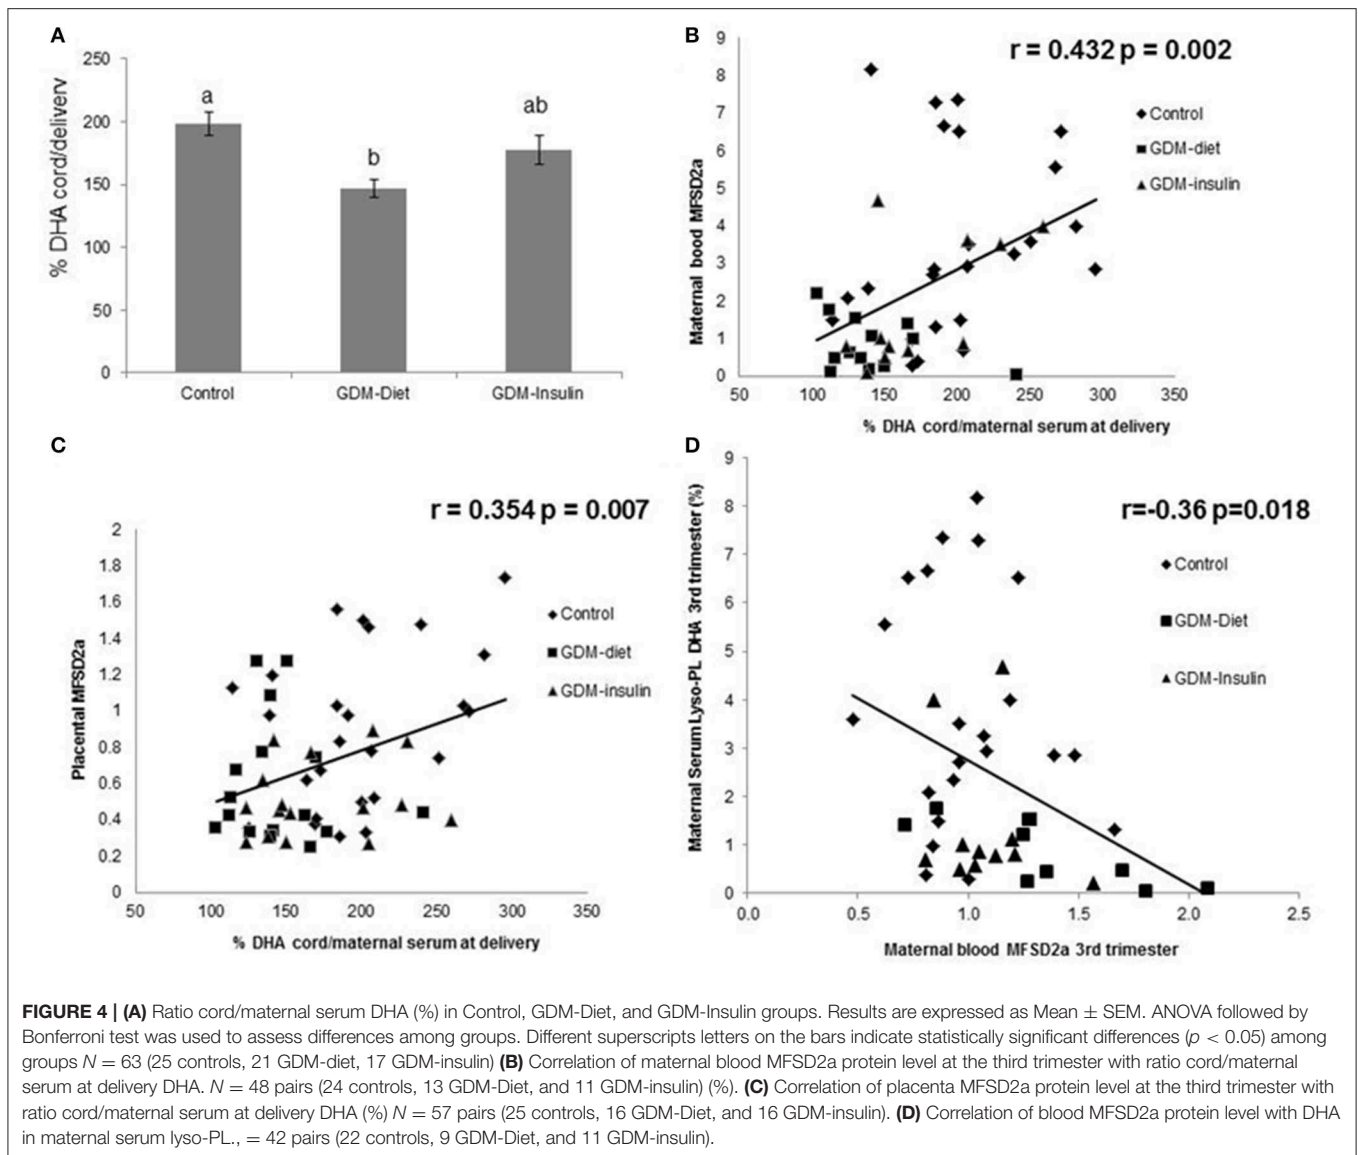 A
% DHA cord/deliverv
250
200
150
100
50
0
a
b
ab
Control
GDM-Diet
GDM-Insulin
B
r = 0.432 p = 0.002
Maternal bood MFSD2a
9
8
7
6
5
4
3
2
1
0
Control
GDM-diet
GDM-insulin
50
100
150
200
250
300
350
% DHA cord/maternal serum at delivery
C
r = 0.354 p = 0.007
Placental MFSD2a
2
1.8
1.6
1.4
1.2
1
0.8
0.6
0.4
0.2
0
Control
GDM-diet
GDM-insulin
50
100
150
200
250
300
350
% DHA cord/maternal serum at delivery
D
r=-0.36 p=0.018
Maternal Serum Lyso-PL DHA 3rd trimester (%)
9
8
7
6
5
4
3
2
1
0
Control
GDM-Diet
GDM-Insulin
0.0
0.5
1.0
1.5
2.0
2.5
Maternal blood MFSD2a 3rd trimester
FIGURE 4 | (A) Ratio cord/maternal serum DHA (%) in Control, GDM-Diet, and GDM-Insulin groups. Results are expressed as Mean ± SEM. ANOVA followed by
Bonferroni test was used to assess differences among groups. Different superscripts letters on the bars indicate statistically significant differences (p < 0.05) among
groups N = 63 (25 controls, 21 GDM-diet, 17 GDM-insulin) (B) Correlation of maternal blood MFSD2a protein level at the third trimester with ratio cord/maternal
serum at delivery DHA. N = 48 pairs (24 controls, 13 GDM-Diet, and 11 GDM-insulin) (%). (C) Correlation of placenta MFSD2a protein level at the third trimester with
ratio cord/maternal serum at delivery DHA (%) N = 57 pairs (25 controls, 16 GDM-Diet, and 16 GDM-insulin). (D) Correlation of blood MFSD2a protein level with DHA
in maternal serum lyso-PL., = 42 pairs (22 controls, 9 GDM-Diet, and 11 GDM-insulin).